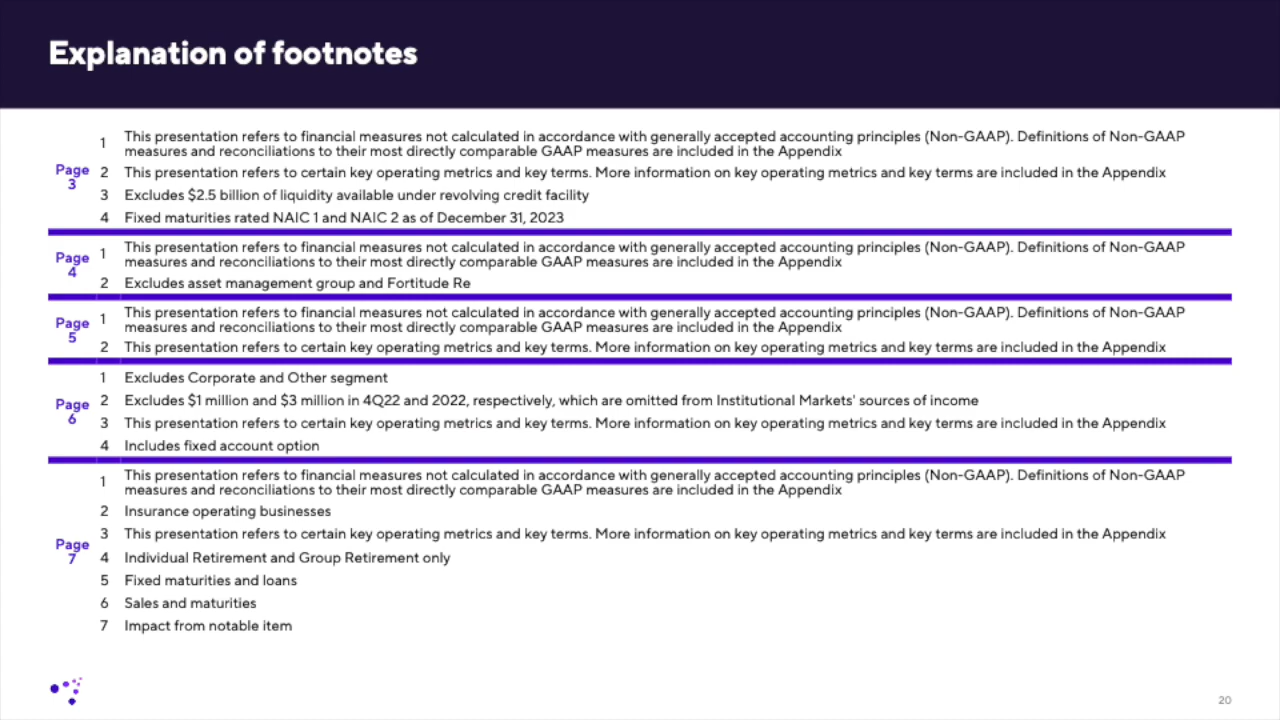 Explanation of footnotes
Page 3
1 This presentation refers to financial measures not calculated in accordance with generally accepted accounting principles (Non-GAAP). Definitions of Non-GAAP
measures and reconciliations to their most directly comparable GAAP measures are included in the Appendix
2 This presentation refers to certain key operating metrics and key terms. More information on key operating metrics and key terms are included in the Appendix
3 Excludes $2.5 billion of liquidity available under revolving credit facility
4 Fixed maturities rated NAIC 1 and NAIC 2 as of December 31, 2023
Page 4
1 This presentation refers to financial measures not calculated in accordance with generally accepted accounting principles (Non-GAAP). Definitions of Non-GAAP
measures and reconciliations to their most directly comparable GAAP measures are included in the Appendix
2 Excludes asset management group and Fortitude Re
Page 5
1 This presentation refers to financial measures not calculated in accordance with generally accepted accounting principles (Non-GAAP). Definitions of Non-GAAP
measures and reconciliations to their most directly comparable GAAP measures are included in the Appendix
2 This presentation refers to certain key operating metrics and key terms. More information on key operating metrics and key terms are included in the Appendix
Page 6
1 Excludes Corporate and Other segment
2 Excludes $1 million and $3 million in 4Q22 and 2022, respectively, which are omitted from Institutional Markets' sources of income
3 This presentation refers to certain key operating metrics and key terms. More information on key operating metrics and key terms are included in the Appendix
4 Includes fixed account option
Page 7
1 This presentation refers to financial measures not calculated in accordance with generally accepted accounting principles (Non-GAAP). Definitions of Non-GAAP
measures and reconciliations to their most directly comparable GAAP measures are included in the Appendix
2 Insurance operating businesses
3 This presentation refers to certain key operating metrics and key terms. More information on key operating metrics and key terms are included in the Appendix
4 Individual Retirement and Group Retirement only
5 Fixed maturities and loans
6 Sales and maturities
7 Impact from notable item
20